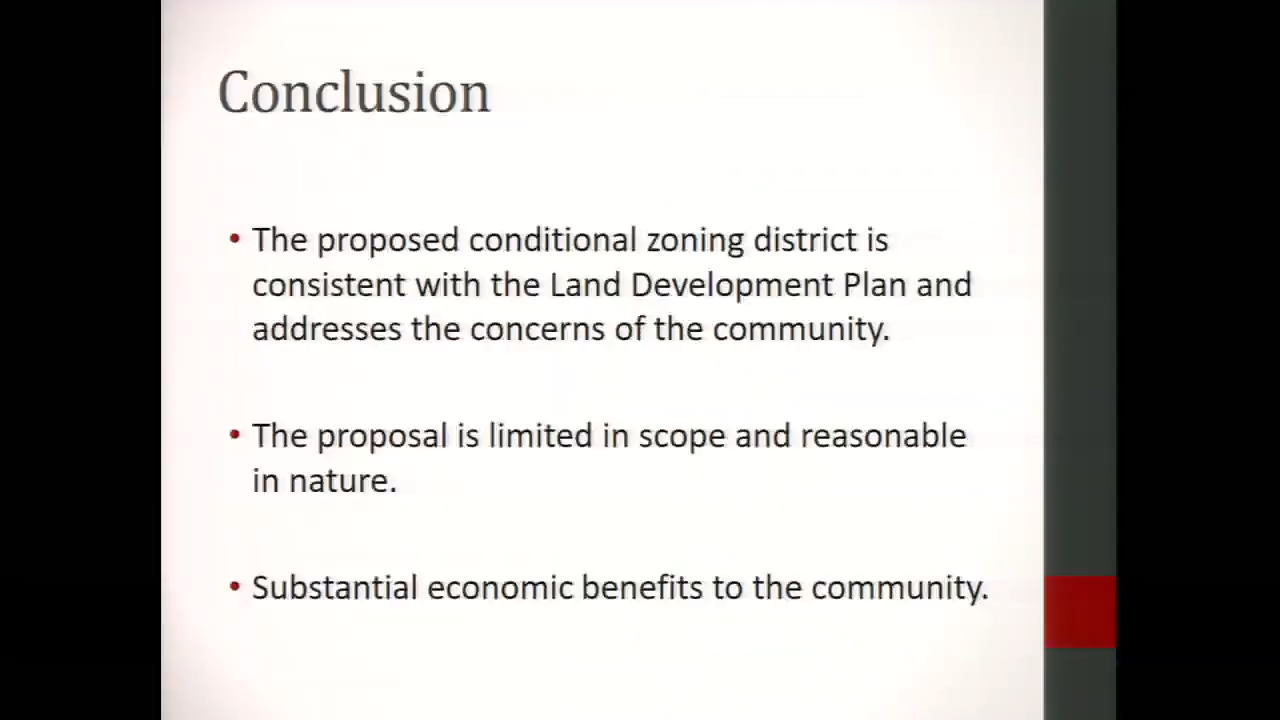 Conclusion
• The proposed conditional zoning district is
consistent with the Land Development Plan and
addresses the concerns of the community.
• The proposal is limited in scope and reasonable
in nature.
• Substantial economic benefits to the community.